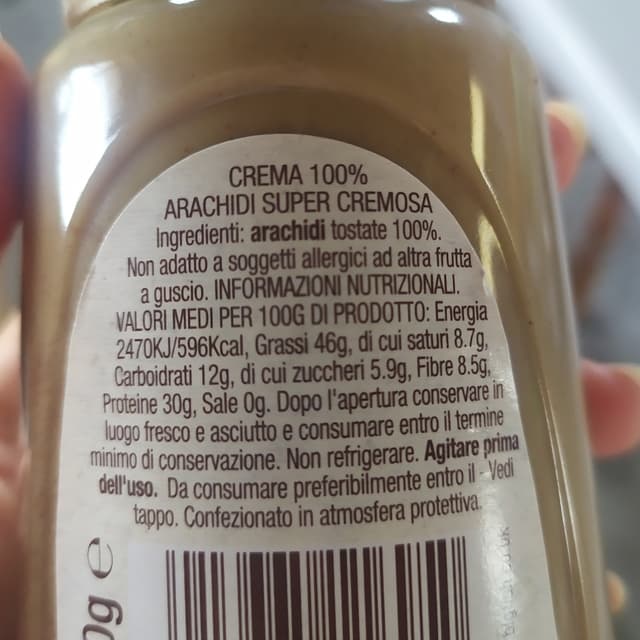 CREMA 100%
ARACHIDI SUPER CREMOSA
Ingredienti: arachidi tostate 100%.
Non adatto a soggetti allergici ad altra frutta
a guscio. INFORMAZIONI NUTRIZIONALI.
VALORI MEDI PER 100G DI PRODOTTO: Energia
2470KJ/596Kcal, Grassi 46g, di cui saturi 8.7g,
Carboidrati 12g, di cui zuccheri 5.9g, Fibre 8.5g,
Proteine 30g, Sale 0g. Dopo l'apertura conservare in
luogo fresco e asciutto e consumare entro il termine
minimo di conservazione. Non refrigerare. Agitare prima
dell'uso. Da consumare preferibilmente entro il - Vedi
tappo. Confezionato in atmosfera protettiva.
0g e